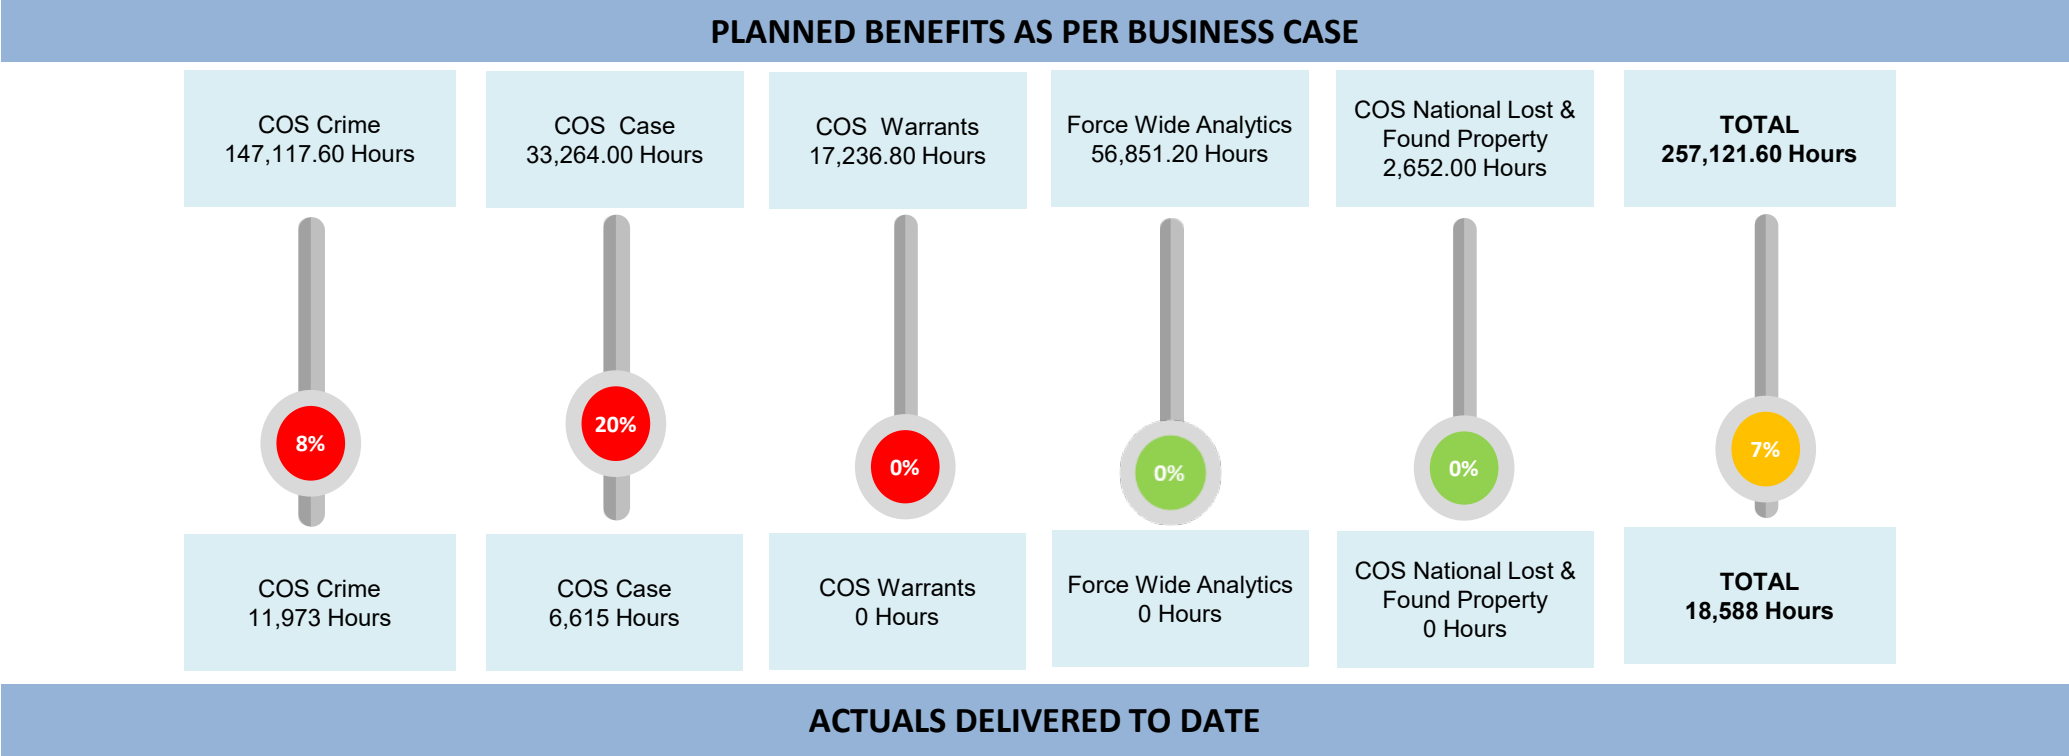 PLANNED BENEFITS AS PER BUSINESS CASE
COS Crime
147,117.60 Hours
COS  Case
33,264.00 Hours
COS  Warrants
17,236.80 Hours
Force Wide Analytics
56,851.20 Hours
COS National Lost &
Found Property
2,652.00 Hours
TOTAL
257,121.60 Hours
8%
20%
0%
0%
0%
7%
COS Crime
11,973 Hours
COS Case
6,615 Hours
COS Warrants
0 Hours
Force Wide Analytics
0 Hours
COS National Lost &
Found Property
0 Hours
TOTAL
18,588 Hours
ACTUALS DELIVERED TO DATE